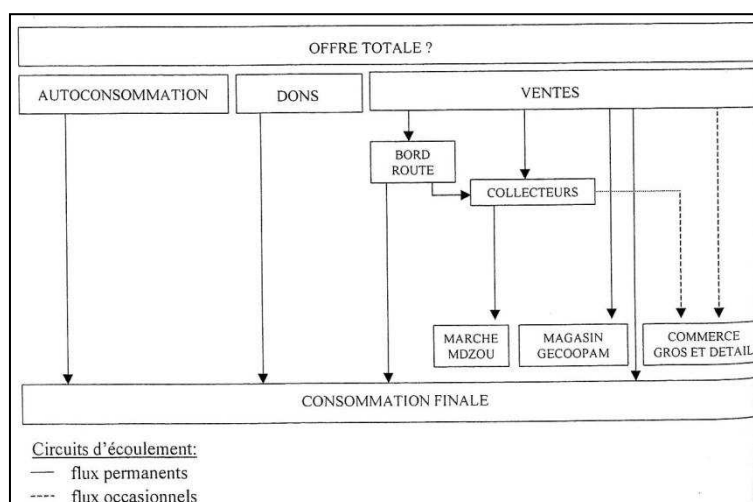 OFFRE TOTALE ?
AUTOCONSOMMATION
DONS
VENTES
BORD
ROUTE
COLLECTEURS
MARCHE
MDZOU
MAGASIN
GECOOPAM
COMMERCE
GROS ET DETAIL
CONSOMMATION FINALE
Circuits d'écoulement:
flux permanents
flux occasionnels